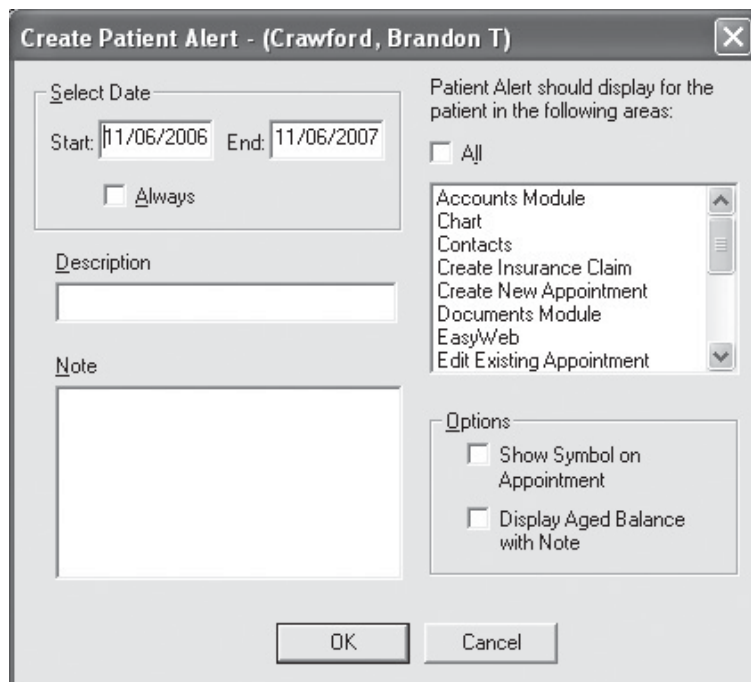 Create Patient Alert - (Crawford, Brandon T)
Select Date
Start: 11/06/2006 End: 11/06/2007
Always
Description
Note
Patient Alert should display for the
patient in the following areas:
All
Accounts Module
Chart
Contacts
Create Insurance Claim
Create New Appointment
Documents Module
EasyWeb
Edit Existing Appointment
Options
Show Symbol on
Appointment
Display Aged Balance
with Note
OK Cancel